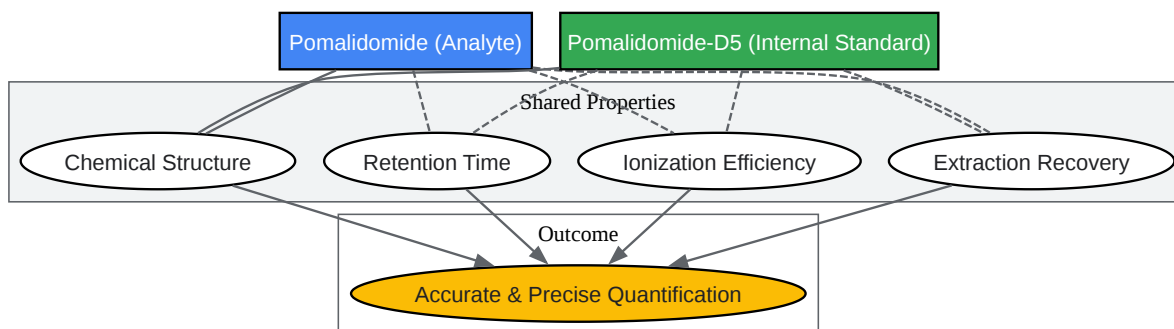 Pomalidomide (Analyte)
Pomalidomide-D5 (Internal Standard)
Shared Properties
Chemical Structure
Retention Time
Ionization Efficiency
Extraction Recovery
Outcome
Accurate & Precise Quantification